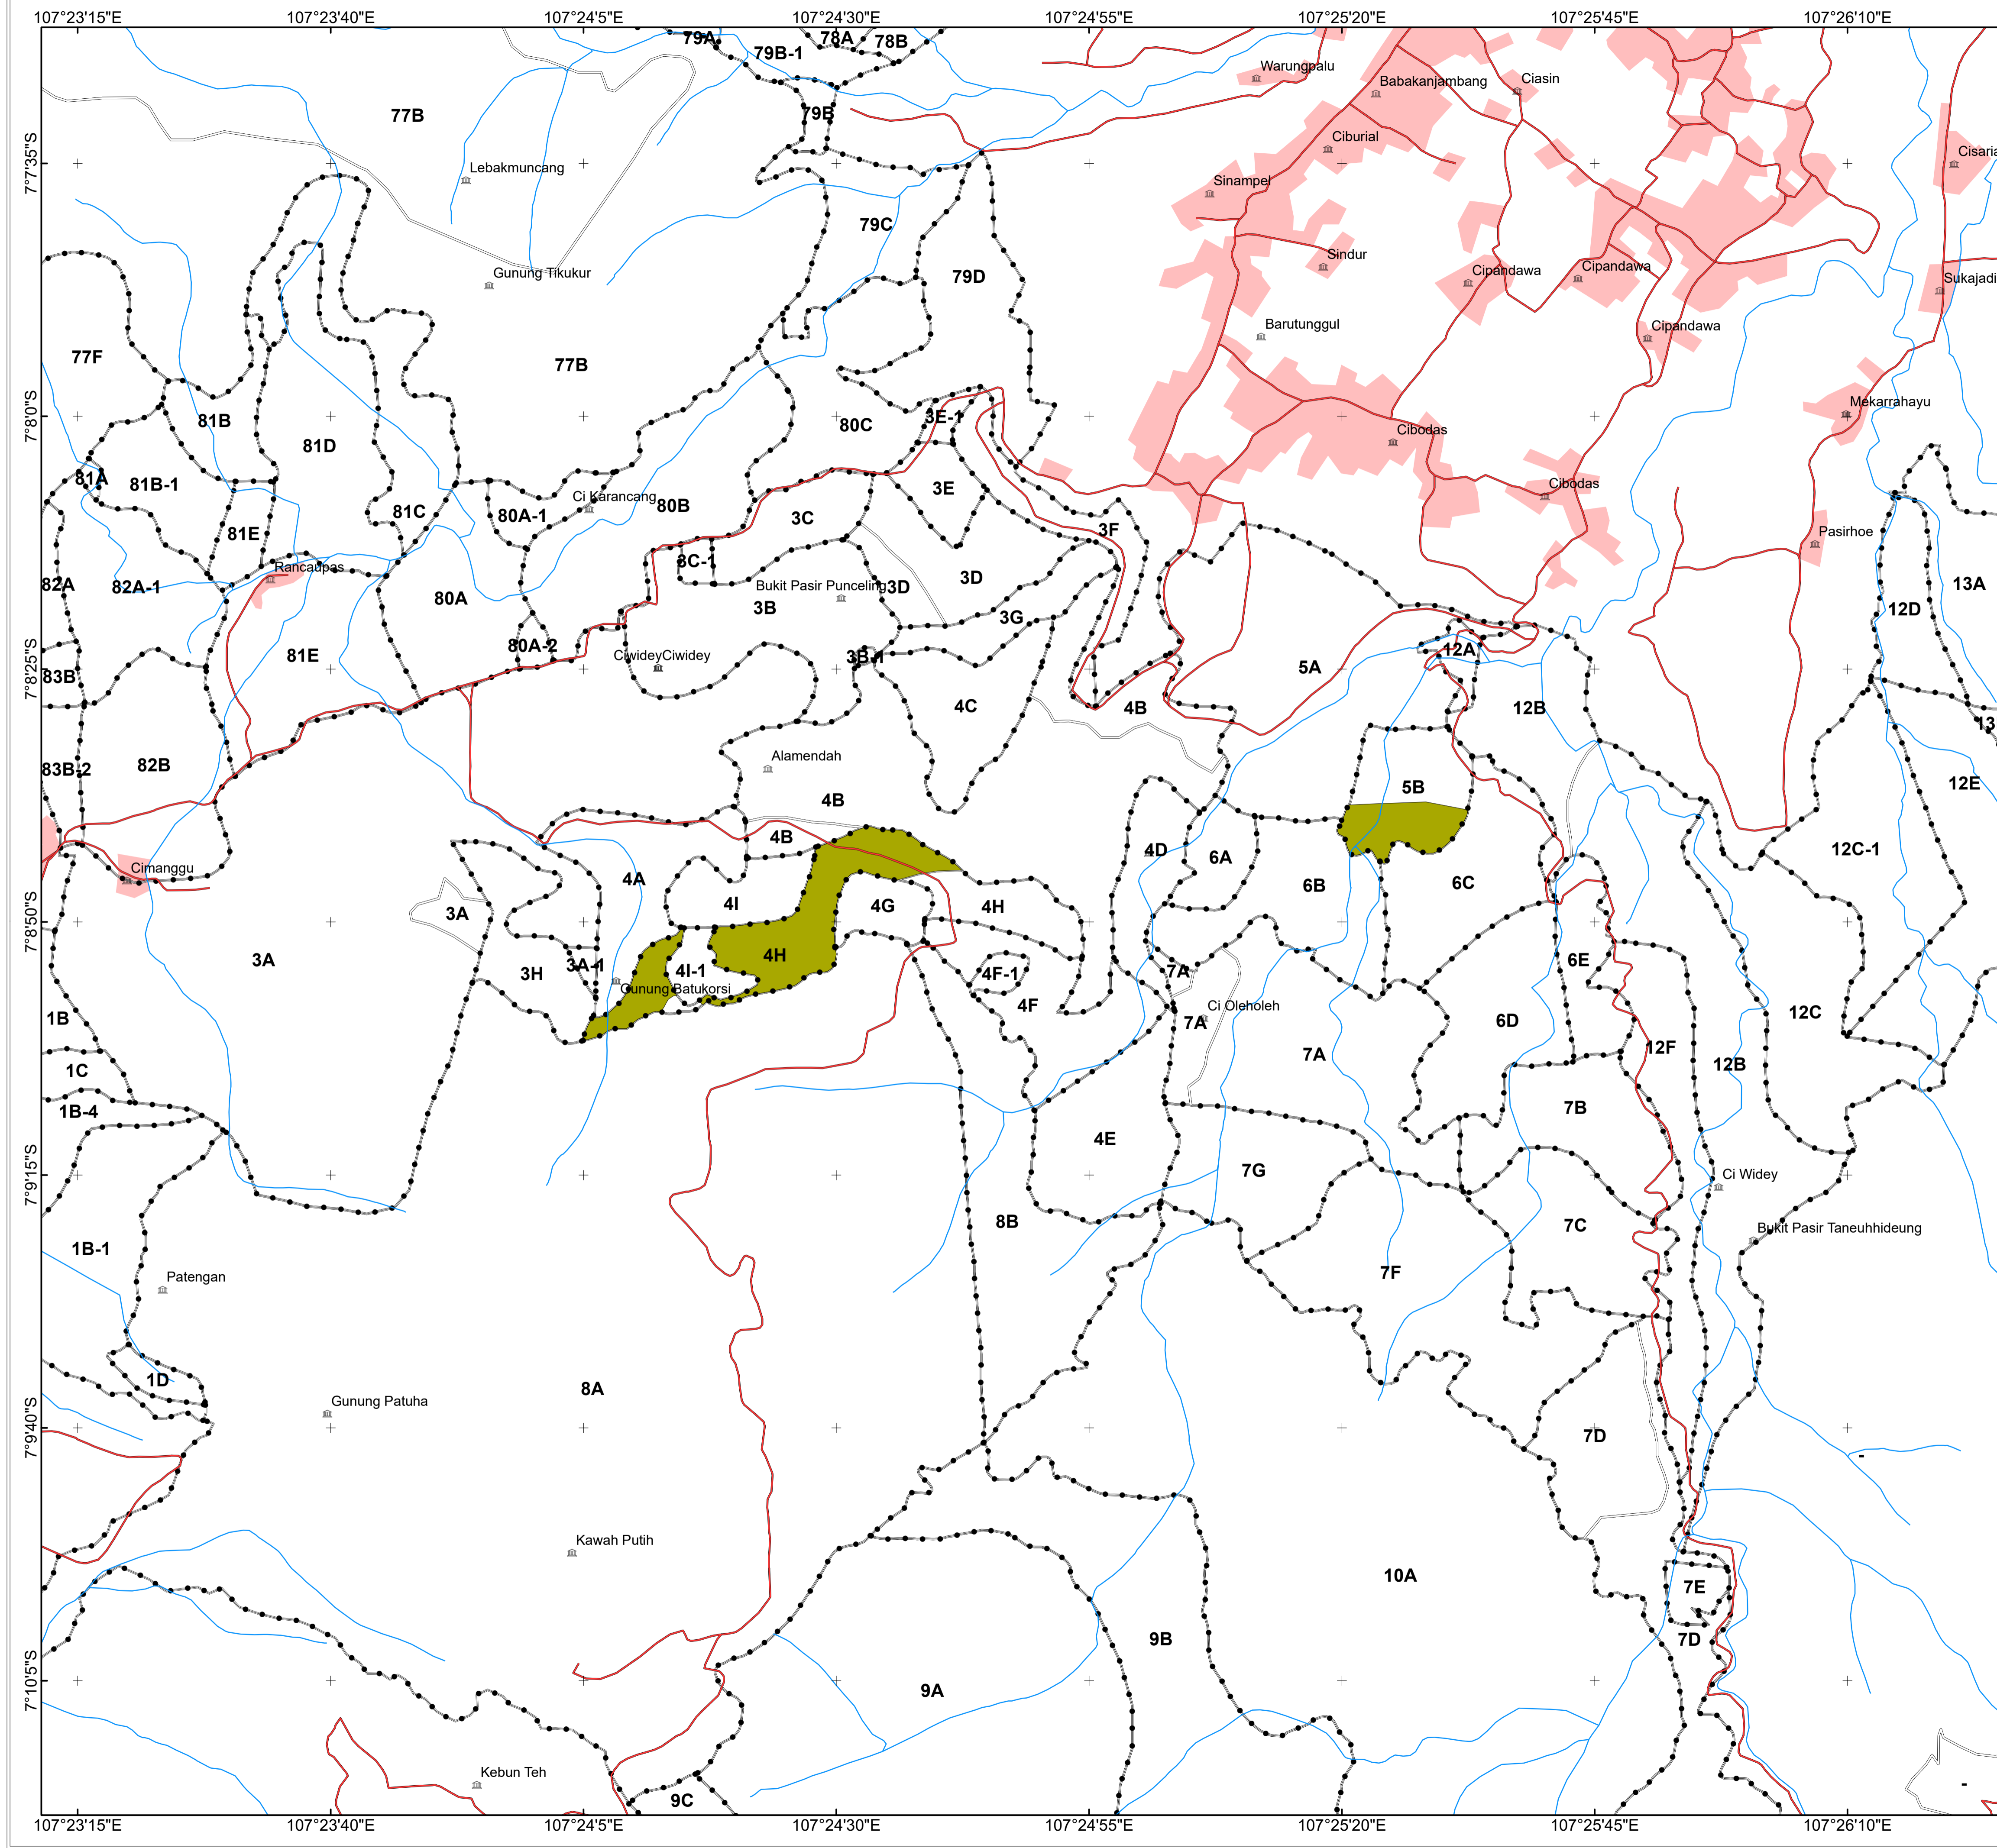 107°23'15"E 107°23'40"E 107°24'5"E 107°24'30"E 107°24'55"E 107°25'20"E 107°25'45"E 107°26'10"E
79A 78A 78B
79B-1
Warungpalu
Babakanjambang Ciasin
77B 79B
Ciburial
7°7'35"S
Lebakmuncang
Cisaria
Sinampel
79C
Sindur
Gunung Tikukur 79D Cipandawa Cipandawa Sukajadi
Barutunggul Cipandawa
77F 77B
Mekarrahayu
7°8'0"S
81B 81D 80C 3E-1
Cibodas
81A 81B-1 3E Cibodas
Ci Karancang
81C 80A-1 80B 3C 3F
81E Pasirhoe
3C-1
Rancaupas
82A 82A-1 80A Bukit Pasir Punceling 3D 3D 13A
3B 12D
3G
80A-2
81E CiwideyCiwidey 3B-1 12A
7°8'25"S
83B 5A
4C 4B 12B
13
83B-2 82B Alamendah 12E
5B
4B
4B
Cimanggu 4A 4D 6A 12C-1
6B 6C
3A 4I 4G 4H
7°8'50"S
3A 3H 3A-1 4I-1 4H 4F-1 7A 6E
Gunung Batukorsi
4F Ci Oleholeh
1B 7A 6D 12C
7A 12F
1C 12B
1B-4 7B
4E
7°9'15"S
7G Ci Widey
8B 7C Bukit Pasir Taneuhhideung
1B-1
Patengan 7F
1D 8A
Gunung Patuha
7°9'40"S
7D
-
Kawah Putih
10A 7E
9B 7D
7°10'5"S
9A
Kebun Teh
-
9C
107°23'15"E 107°23'40"E 107°24'5"E 107°24'30"E 107°24'55"E 107°25'20"E 107°25'45"E 107°26'10"E